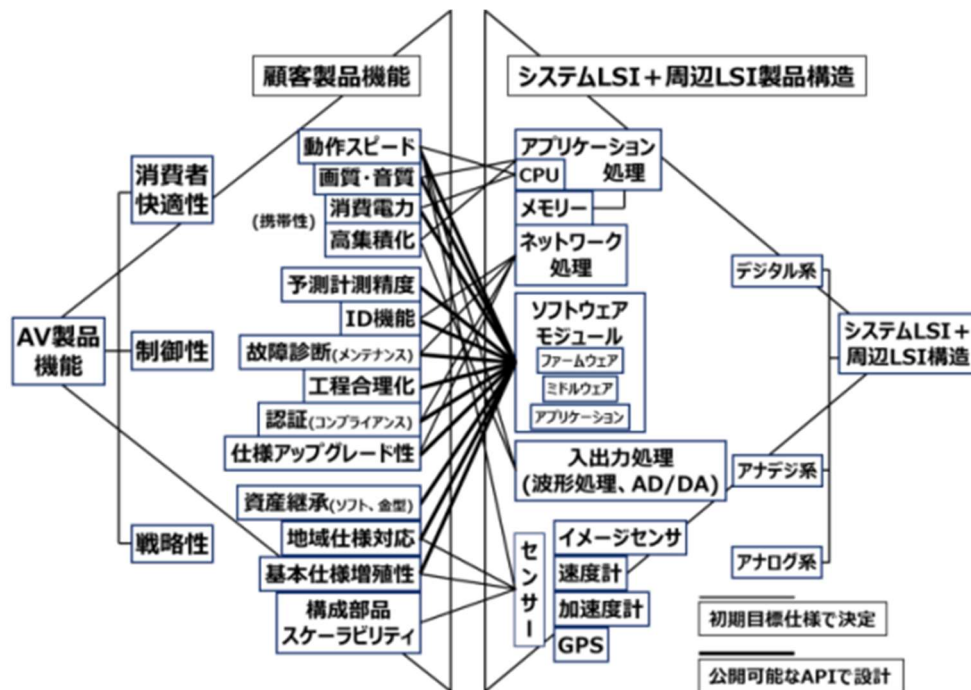 顧客製品機能
システムLSI＋周辺LSI製品構造
AV製品
機能
消費者
快適性
制御性
戦略性
動作スピード
画質・音質
(携帯性)
消費電力
高集積化
予測計測精度
ID機能
故障診断(メンテナンス)
工程合理化
認証(コンプライアンス)
仕様アップグレード性
資産継承(ソフト、金型)
地域仕様対応
基本仕様増殖性
構成部品
スケーラビリティ
アプリケーション
処理
CPU
メモリー
ネットワーク
処理
ソフトウェア
モジュール
ファームウェア
ミドルウェア
アプリケーション
入出力処理
(波形処理、AD/DA)
センサー
イメージセンサ
速度計
加速度計
GPS
デジタル系
アナデジ系
アナログ系
システムLSI＋
周辺LSI構造
初期目標仕様で決定
公開可能なAPIで設計